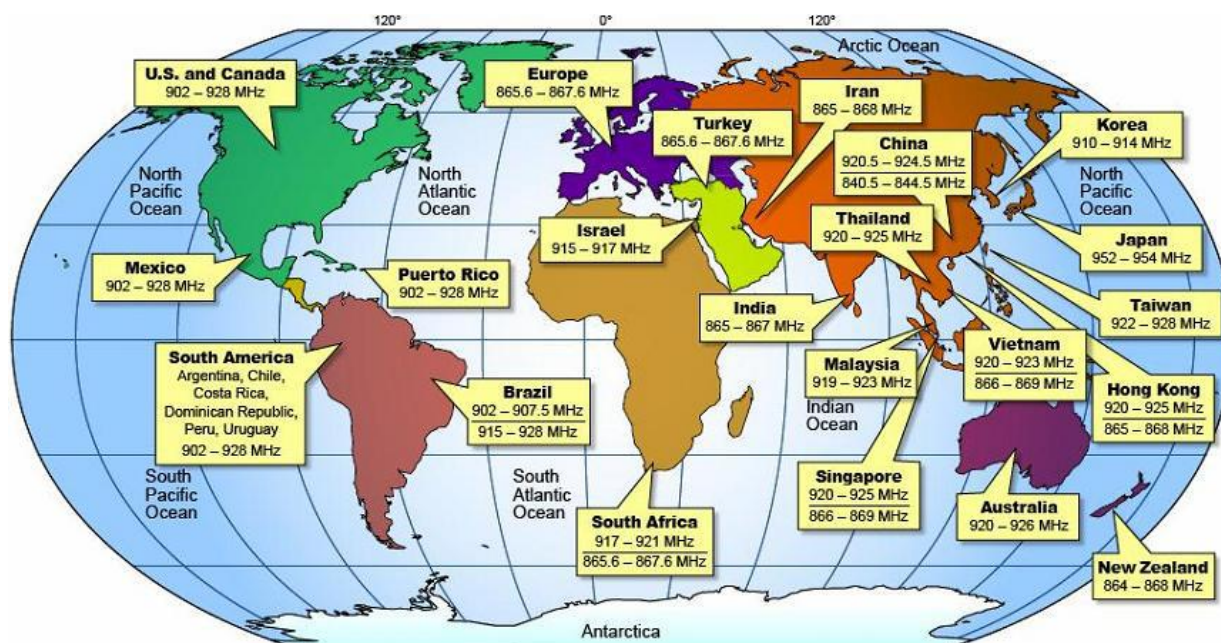 120°
0°
120°
Arctic Ocean
U.S. and Canada
902 – 928 MHz
Europe
865.6 – 867.6 MHz
Iran
865 – 868 MHz
Turkey
865.6 – 867.6 MHz
China
920.5 – 924.5 MHz
840.5 – 844.5 MHz
Korea
910 – 914 MHz
North
Pacific
Ocean
North
Atlantic
Ocean
North
Pacific
Ocean
Israel
915 – 917 MHz
Thailand
920 – 925 MHz
Japan
952 – 954 MHz
Mexico
902 – 928 MHz
Puerto Rico
902 – 928 MHz
India
865 – 867 MHz
Taiwan
922 – 928 MHz
South America
Argentina, Chile,
Costa Rica,
Dominican Republic,
Peru, Uruguay
902 – 928 MHz
Brazil
902 – 907.5 MHz
915 – 928 MHz
Malaysia
919 – 923 MHz
Vietnam
920 – 923 MHz
866 – 869 MHz
Hong Kong
920 – 925 MHz
865 – 868 MHz
Indian
Ocean
South
Pacific
Ocean
South
Atlantic
Ocean
Singapore
920 – 925 MHz
866 – 869 MHz
Australia
920 – 926 MHz
South Africa
917 – 921 MHz
865.6 – 867.6 MHz
New Zealand
864 – 868 MHz
Antarctica